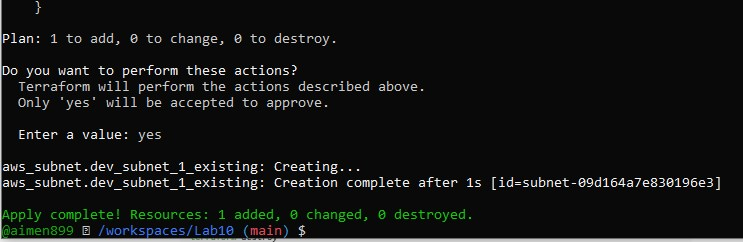 }
Plan: 1 to add, 0 to change, 0 to destroy.
Do you want to perform these actions?
Terraform will perform the actions described above.
Only 'yes' will be accepted to approve.
Enter a value: yes
aws_subnet.dev_subnet_1_existing: Creating...
aws_subnet.dev_subnet_1_existing: Creation complete after 1s [id=subnet-09d164a7e830196e3]
Apply complete! Resources: 1 added, 0 changed, 0 destroyed.
@aimen899 /workspaces/Lab10 (main) $